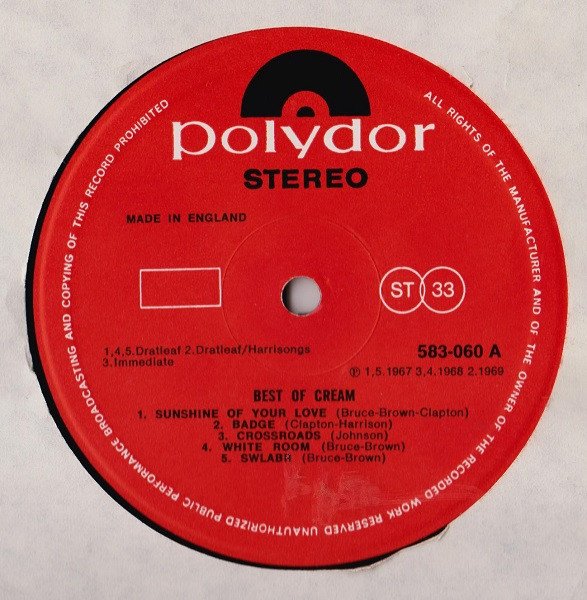 polydor
STEREO
MADE IN ENGLAND
ST 33
1,4,5.Dratleaf 2.Dratleaf/Harrisongs
3.Immediate
583-060 A
℗ 1,5.1967 3,4.1968 2.1969
BEST OF CREAM
1. SUNSHINE OF YOUR LOVE (Bruce-Brown-Clapton)
2. BADGE (Clapton-Harrison)
3. CROSSROADS (Johnson)
4. WHITE ROOM (Bruce-Brown)
5. SWLABR (Bruce-Brown)
ALL RIGHTS OF THE MANUFACTURER AND OF THE OWNER OF THE RECORDED WORK RESERVED UNAUTHORIZED PUBLIC PERFORMANCE BROADCASTING AND COPYING OF THIS RECORD PROHIBITED